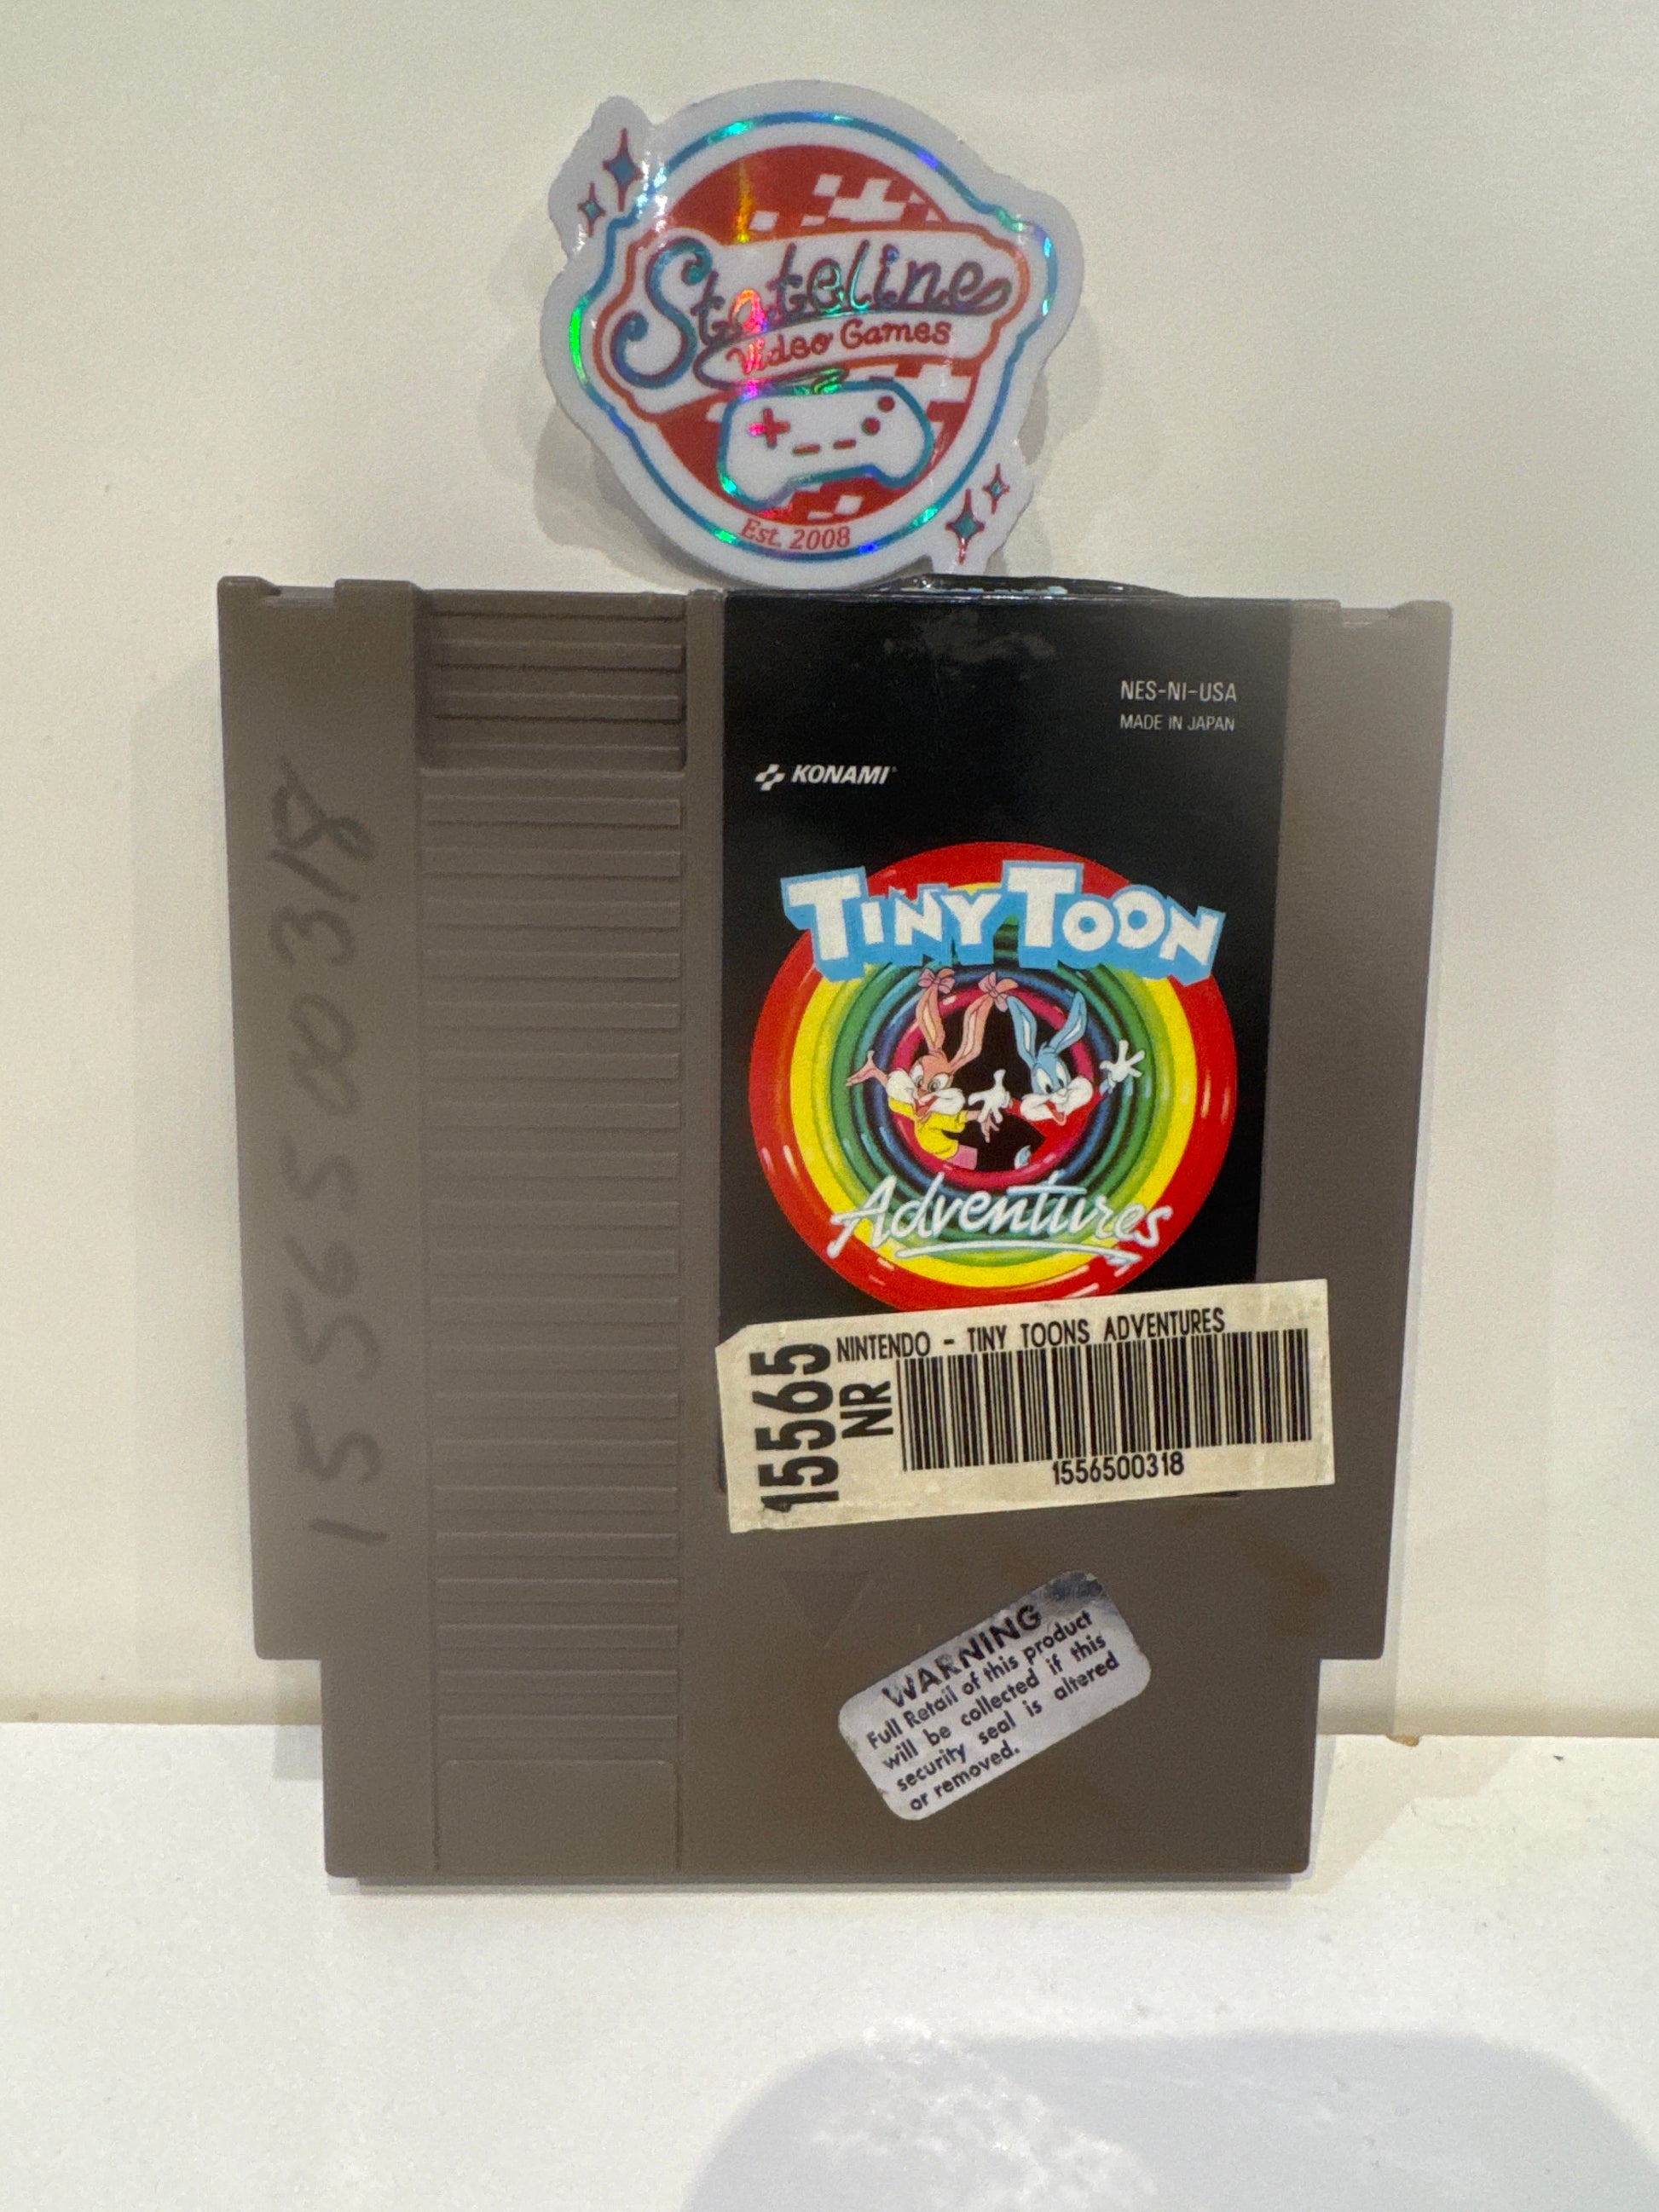 Stateline
Video Games
Est. 2008
NES-NI-USA
MADE IN JAPAN
KONAMI
TINY TOON
Adventures
1556500318
15565
NR
NINTENDO - TINY TOONS ADVENTURES
1556500318
WARNING
Full Retail of this product
will be collected if this
security seal is altered
or removed.